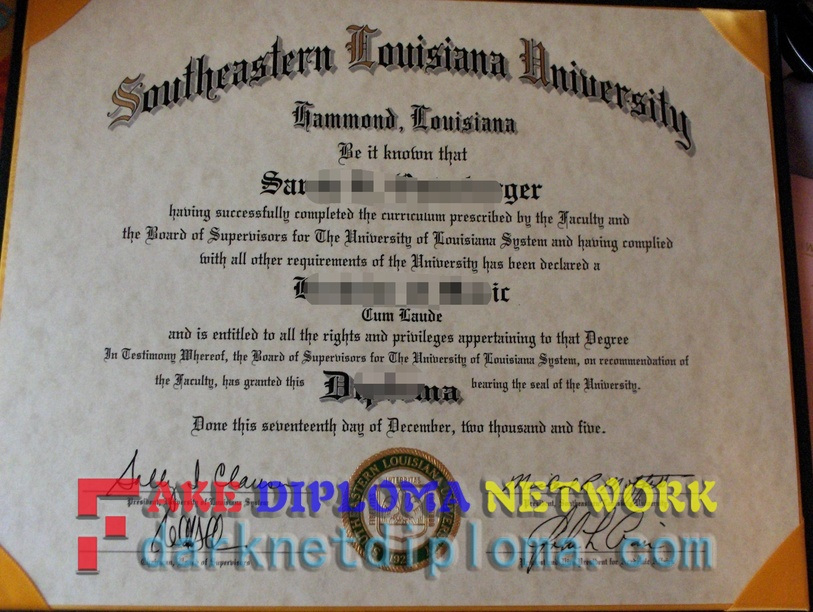 Southeastern Louisiana University
Hammond, Louisiana
Be it known that
having successfully completed the curriculum prescribed by the Faculty and
the Board of Supervisors for The University of Louisiana System and having complied
with all other requirements of the University has been declared a
Cum Laude
and is entitled to all the rights and privileges appertaining to that Degree
In Testimony Whereof, the Board of Supervisors for The University of Louisiana System, on recommendation of
the Faculty, has granted this Diploma bearing the seal of the University.
Done this seventeenth day of December, two thousand and five.
FAKE DIPLOMA NETWORK
darknetdiploma.com